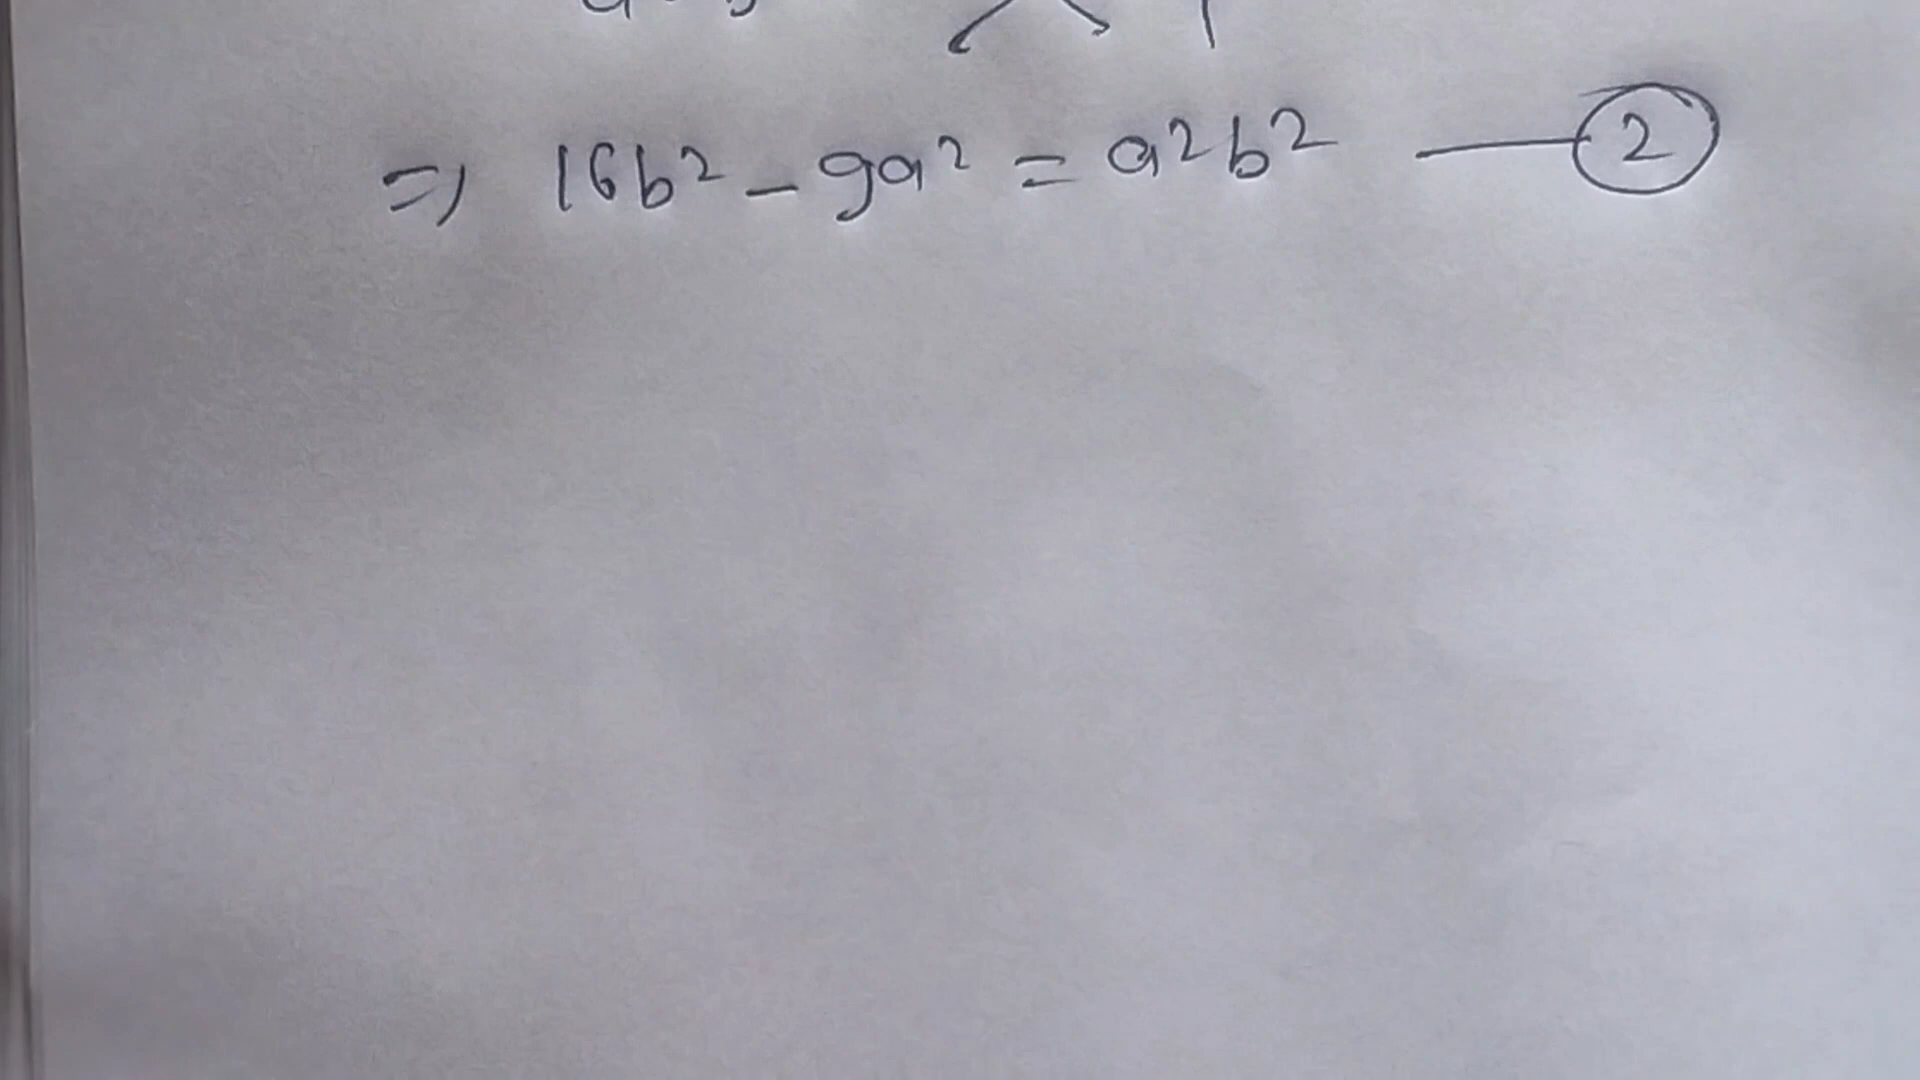 => 16b² - 9a² = a²b² — 2